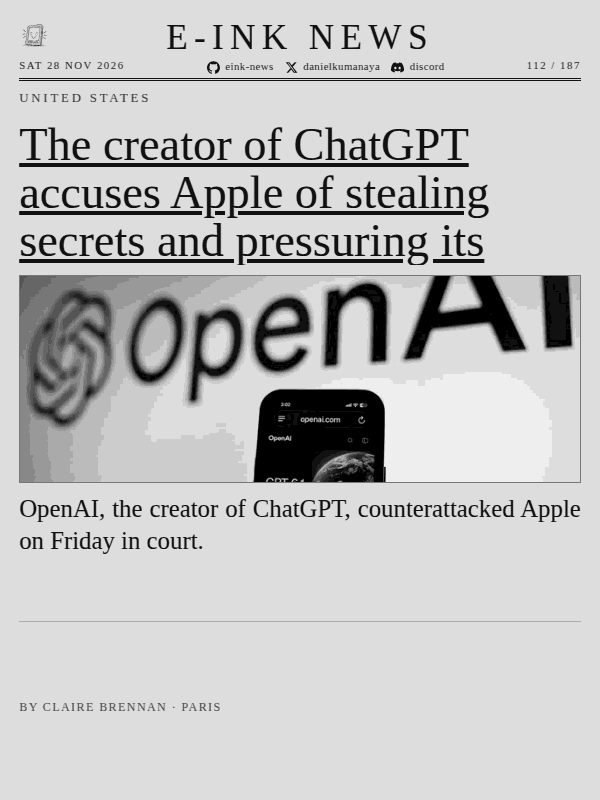 E-INK NEWS
SAT 28 NOV 2026
eink-news
danielkumanaya
discord
112 / 187
UNITED STATES
The creator of ChatGPT
accuses Apple of stealing
secrets and pressuring its
OpenAI
3:02
openai.com
OpenAI
OpenAI, the creator of ChatGPT, counterattacked Apple
on Friday in court.
BY CLAIRE BRENNAN · PARIS